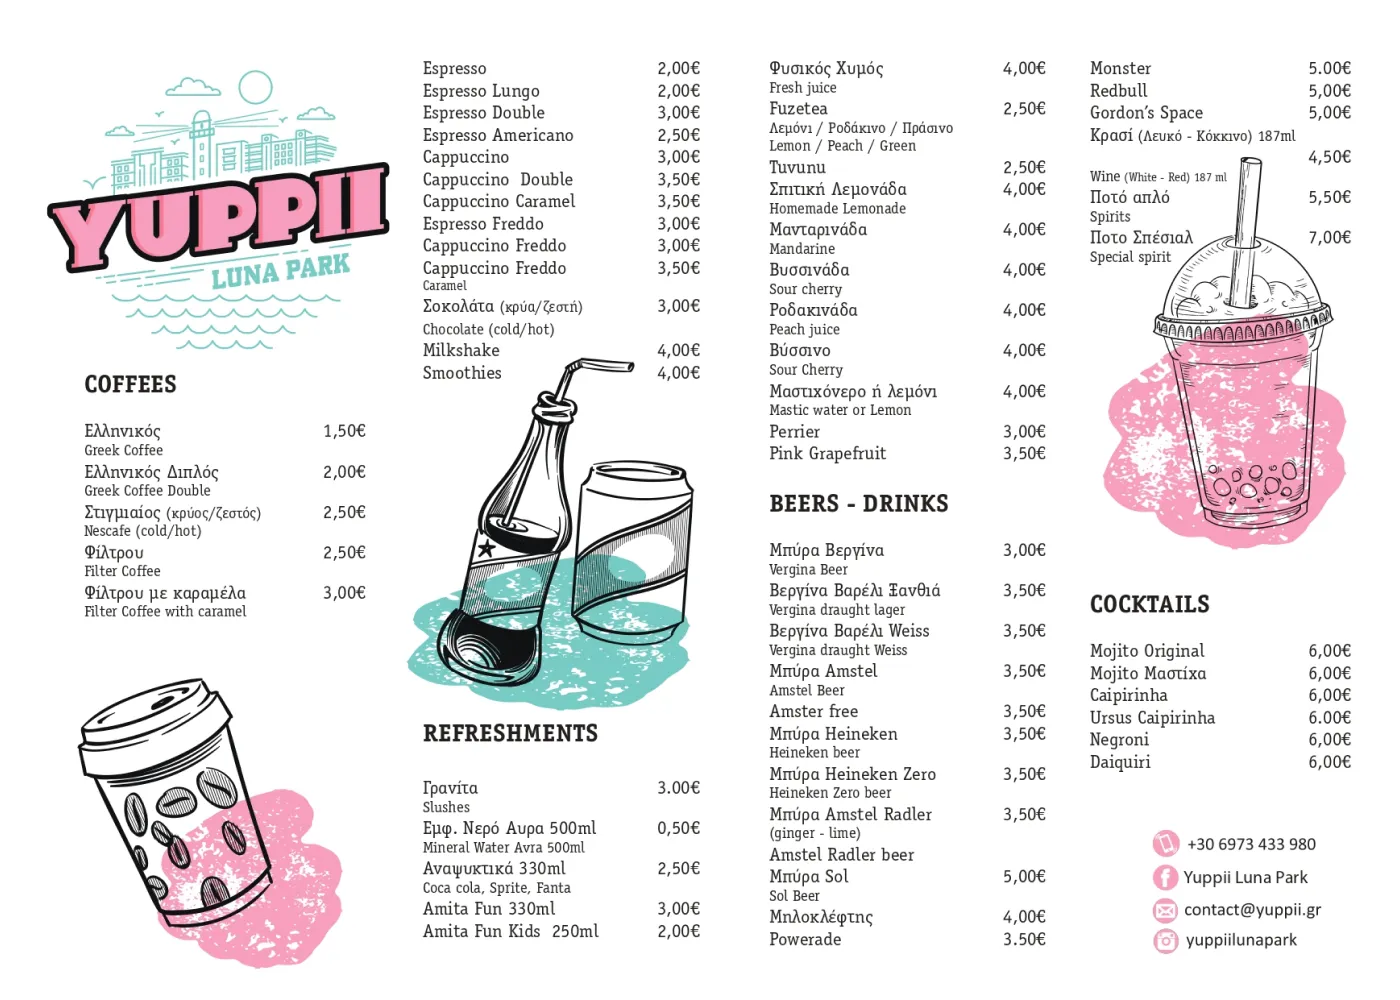 YUPPII
LUNA PARK
COFFEES
Ελληνικός 1,50€
Greek Coffee
Ελληνικός Διπλός 2,00€
Greek Coffee Double
Στιγμιαίος (κρύος/ζεστός) 2,50€
Nescafe (cold/hot)
Φίλτρου 2,50€
Filter Coffee
Φίλτρου με καραμέλα 3,00€
Filter Coffee with caramel
Espresso 2,00€
Espresso Lungo 2,00€
Espresso Double 3,00€
Espresso Americano 2,50€
Cappuccino 3,00€
Cappuccino Double 3,50€
Cappuccino Caramel 3,50€
Espresso Freddo 3,00€
Cappuccino Freddo 3,00€
Cappuccino Freddo 3,50€
Caramel
Σοκολάτα (κρύα/ζεστή) 3,00€
Chocolate (cold/hot)
Milkshake 4,00€
Smoothies 4,00€
REFRESHMENTS
Γρανίτα 3.00€
Slushes
Εμφ. Νερό Αυρα 500ml 0,50€
Mineral Water Avra 500ml
Αναψυκτικά 330ml 2,50€
Coca cola, Sprite, Fanta
Amita Fun 330ml 3,00€
Amita Fun Kids 250ml 2,00€
Φυσικός Χυμός 4,00€
Fresh juice
Fuzetea 2,50€
Λεμόνι / Ροδάκινο / Πράσινο
Lemon / Peach / Green
Tuvunu 2,50€
Σπιτική Λεμονάδα 4,00€
Homemade Lemonade
Μανταρινάδα 4,00€
Mandarine
Βυσσινάδα 4,00€
Sour cherry
Ροδακινάδα 4,00€
Peach juice
Βύσσινο 4,00€
Sour Cherry
Μαστιχόνερο ή λεμόνι 4,00€
Mastic water or Lemon
Perrier 3,00€
Pink Grapefruit 3,50€
BEERS - DRINKS
Μπύρα Βεργίνα 3,00€
Vergina Beer
Βεργίνα Βαρέλι Ξανθιά 3,50€
Vergina draught lager
Βεργίνα Βαρέλι Weiss 3,50€
Vergina draught Weiss
Μπύρα Amstel 3,50€
Amstel Beer
Amster free 3,50€
Μπύρα Heineken 3,50€
Heineken beer
Μπύρα Heineken Zero 3,50€
Heineken Zero beer
Μπύρα Amstel Radler 3,50€
(ginger - lime)
Amstel Radler beer
Μπύρα Sol 5,00€
Sol Beer
Μηλοκλέφτης 4,00€
Powerade 3.50€
Monster 5.00€
Redbull 5,00€
Gordon's Space 5,00€
Κρασί (Λευκό - Κόκκινο) 187ml
4,50€
Wine (White - Red) 187 ml
Ποτό απλό 5,50€
Spirits
Ποτο Σπέσιαλ 7,00€
Special spirit
COCKTAILS
Mojito Original 6,00€
Mojito Μαστίχα 6,00€
Caipirinha 6,00€
Ursus Caipirinha 6.00€
Negroni 6,00€
Daiquiri 6,00€
+30 6973 433 980
Yuppii Luna Park
contact@yuppii.gr
yuppiilunapark